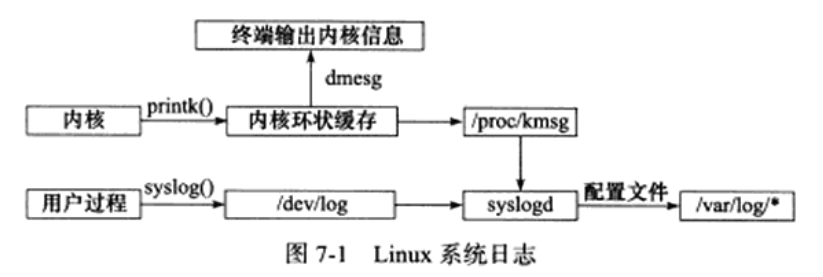 终端输出内核信息
dmesg
内核
printk()
内核环状缓存
/proc/kmsg
用户过程
syslog()
/dev/log
syslogd
配置文件
/var/log/*
图 7-1 Linux 系统日志